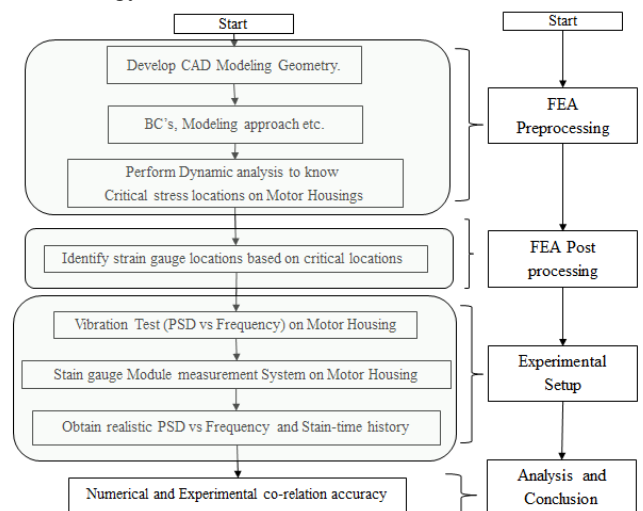 Start
Develop CAD Modeling Geometry.
BC's, Modeling approach etc.
Perform Dynamic analysis to know
Critical stress locations on Motor Housings
Identify strain gauge locations based on critical locations
Vibration Test (PSD vs Frequency) on Motor Housing
Stain gauge Module measurement System on Motor Housing
Obtain realistic PSD vs Frequency and Stain-time history
Numerical and Experimental co-relation accuracy
Start
FEA
Preprocessing
FEA Post
processing
Experimental
Setup
Analysis and
Conclusion